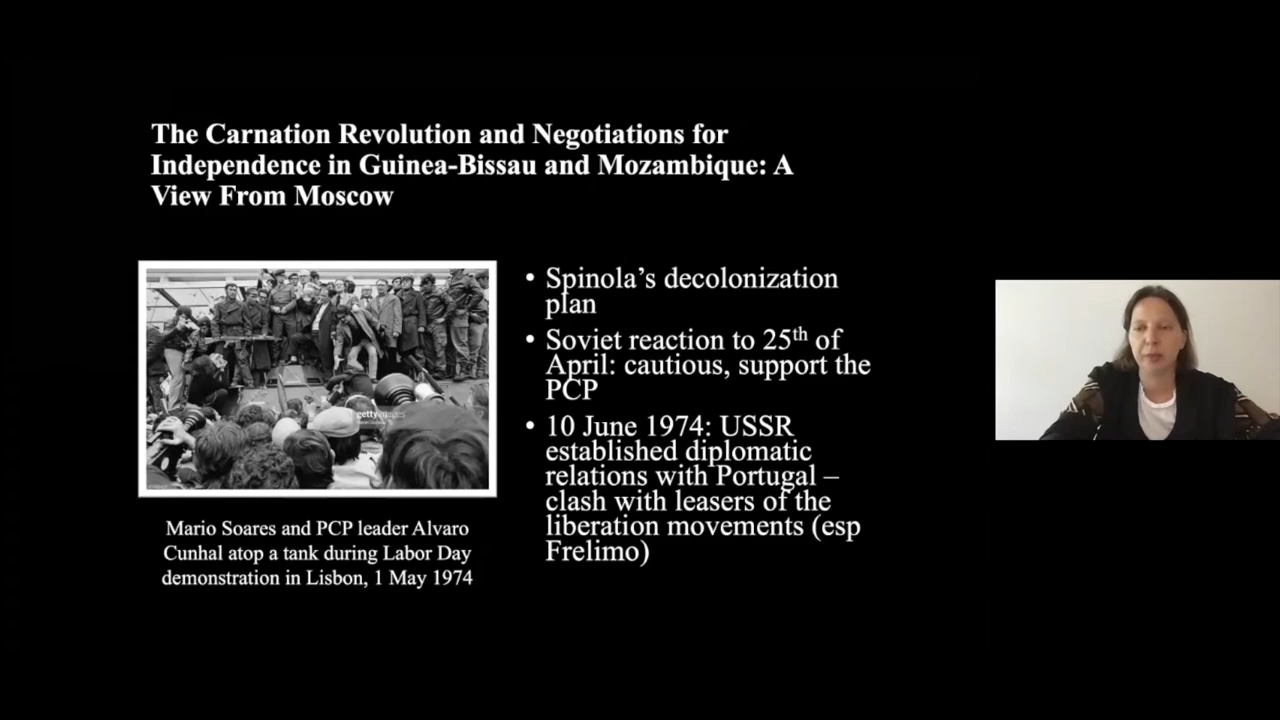 The Carnation Revolution and Negotiations for
Independence in Guinea-Bissau and Mozambique: A
View From Moscow
gettyimages
Mario Soares and PCP leader Alvaro
Cunhal atop a tank during Labor Day
demonstration in Lisbon, 1 May 1974
• Spinola’s decolonization
plan
• Soviet reaction to 25th of
April: cautious, support the
PCP
• 10 June 1974: USSR
established diplomatic
relations with Portugal –
clash with leasers of the
liberation movements (esp
Frelimo)